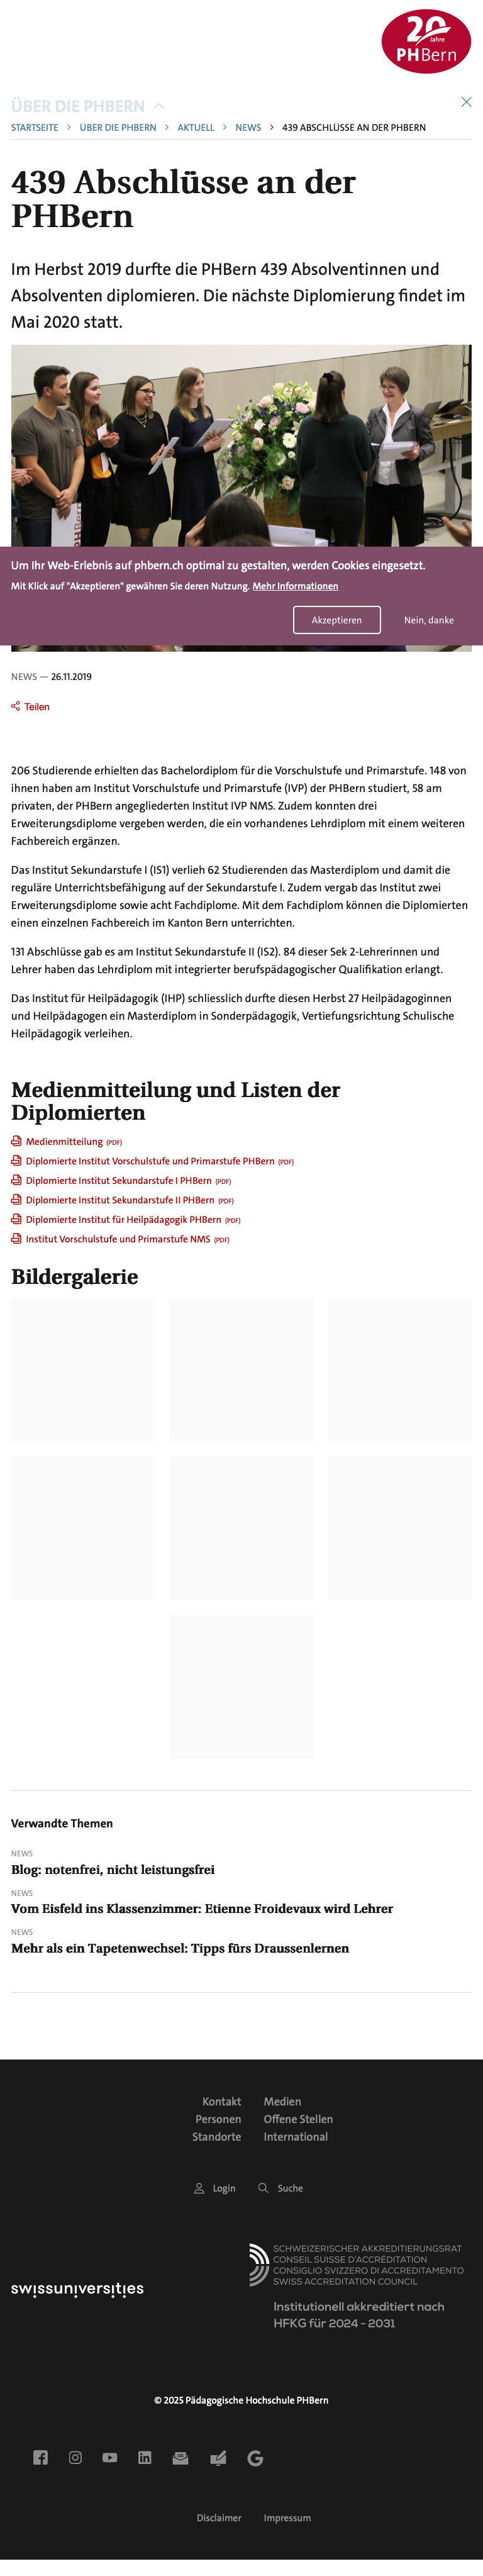 20
Jahre
PHBern
ÜBER DIE PHBERN
STARTSEITE > ÜBER DIE PHBERN > AKTUELL > NEWS > 439 ABSCHLÜSSE AN DER PHBERN
439 Abschlüsse an der
PHBern
Im Herbst 2019 durfte die PHBern 439 Absolventinnen und
Absolventen diplomieren. Die nächste Diplomierung findet im
Mai 2020 statt.
PHBern
Um Ihr Web-Erlebnis auf phbern.ch optimal zu gestalten, werden Cookies eingesetzt.
Mit Klick auf "Akzeptieren" gewähren Sie deren Nutzung. Mehr Informationen
Akzeptieren Nein, danke
NEWS — 26.11.2019
Teilen
206 Studierende erhielten das Bachelordiplom für die Vorschulstufe und Primarstufe. 148 von
ihnen haben am Institut Vorschulstufe und Primarstufe (IVP) der PHBern studiert, 58 am
privaten, der PHBern angegliederten Institut IVP NMS. Zudem konnten drei
Erweiterungsdiplome vergeben werden, die ein vorhandenes Lehrdiplom mit einem weiteren
Fachbereich ergänzen.
Das Institut Sekundarstufe I (IS1) verlieh 62 Studierenden das Masterdiplom und damit die
reguläre Unterrichtsbefähigung auf der Sekundarstufe I. Zudem vergab das Institut zwei
Erweiterungsdiplome sowie acht Fachdiplome. Mit dem Fachdiplom können die Diplomierten
einen einzelnen Fachbereich im Kanton Bern unterrichten.
131 Abschlüsse gab es am Institut Sekundarstufe II (IS2). 84 dieser Sek 2-Lehrerinnen und
Lehrer haben das Lehrdiplom mit integrierter berufspädagogischer Qualifikation erlangt.
Das Institut für Heilpädagogik (IHP) schliesslich durfte diesen Herbst 27 Heilpädagoginnen
und Heilpädagogen ein Masterdiplom in Sonderpädagogik, Vertiefungsrichtung Schulische
Heilpädagogik verleihen.
Medienmitteilung und Listen der
Diplomierten
Medienmitteilung (PDF)
Diplomierte Institut Vorschulstufe und Primarstufe PHBern (PDF)
Diplomierte Institut Sekundarstufe I PHBern (PDF)
Diplomierte Institut Sekundarstufe II PHBern (PDF)
Diplomierte Institut für Heilpädagogik PHBern (PDF)
Institut Vorschulstufe und Primarstufe NMS (PDF)
Bildergalerie
Verwandte Themen
NEWS
Blog: notenfrei, nicht leistungsfrei
NEWS
Vom Eisfeld ins Klassenzimmer: Etienne Froidevaux wird Lehrer
NEWS
Mehr als ein Tapetenwechsel: Tipps fürs Draussenlernen
Kontakt Medien
Personen Offene Stellen
Standorte International
Login Suche
swissuniversities
SCHWEIZERISCHER AKKREDITIERUNGSRAT
CONSEIL SUISSE D'ACCRÉDITATION
CONSIGLIO SVIZZERO DI ACCREDITAMENTO
SWISS ACCREDITATION COUNCIL
Institutionell akkreditiert nach
HFKG für 2024 - 2031
© 2025 Pädagogische Hochschule PHBern
Disclaimer Impressum